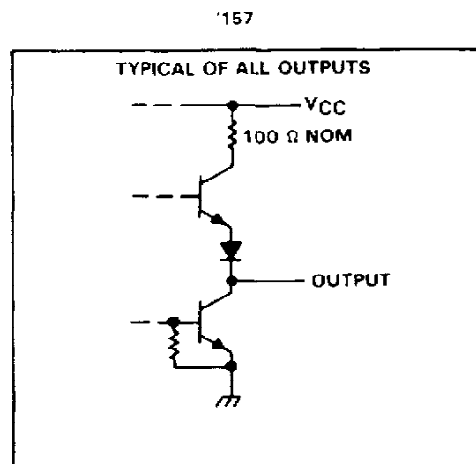 '157
TYPICAL OF ALL OUTPUTS
VCC
100 Ω NOM
OUTPUT